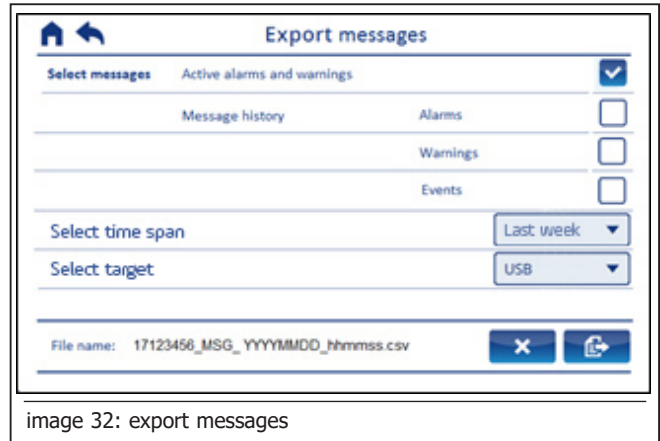 Export messages
Select messages Active alarms and warnings
Message history Alarms
Warnings
Events
Select time span Last week
Select target USB
File name: 17123456_MSG_ YYYYMMDD_hhmmss.csv
image 32: export messages